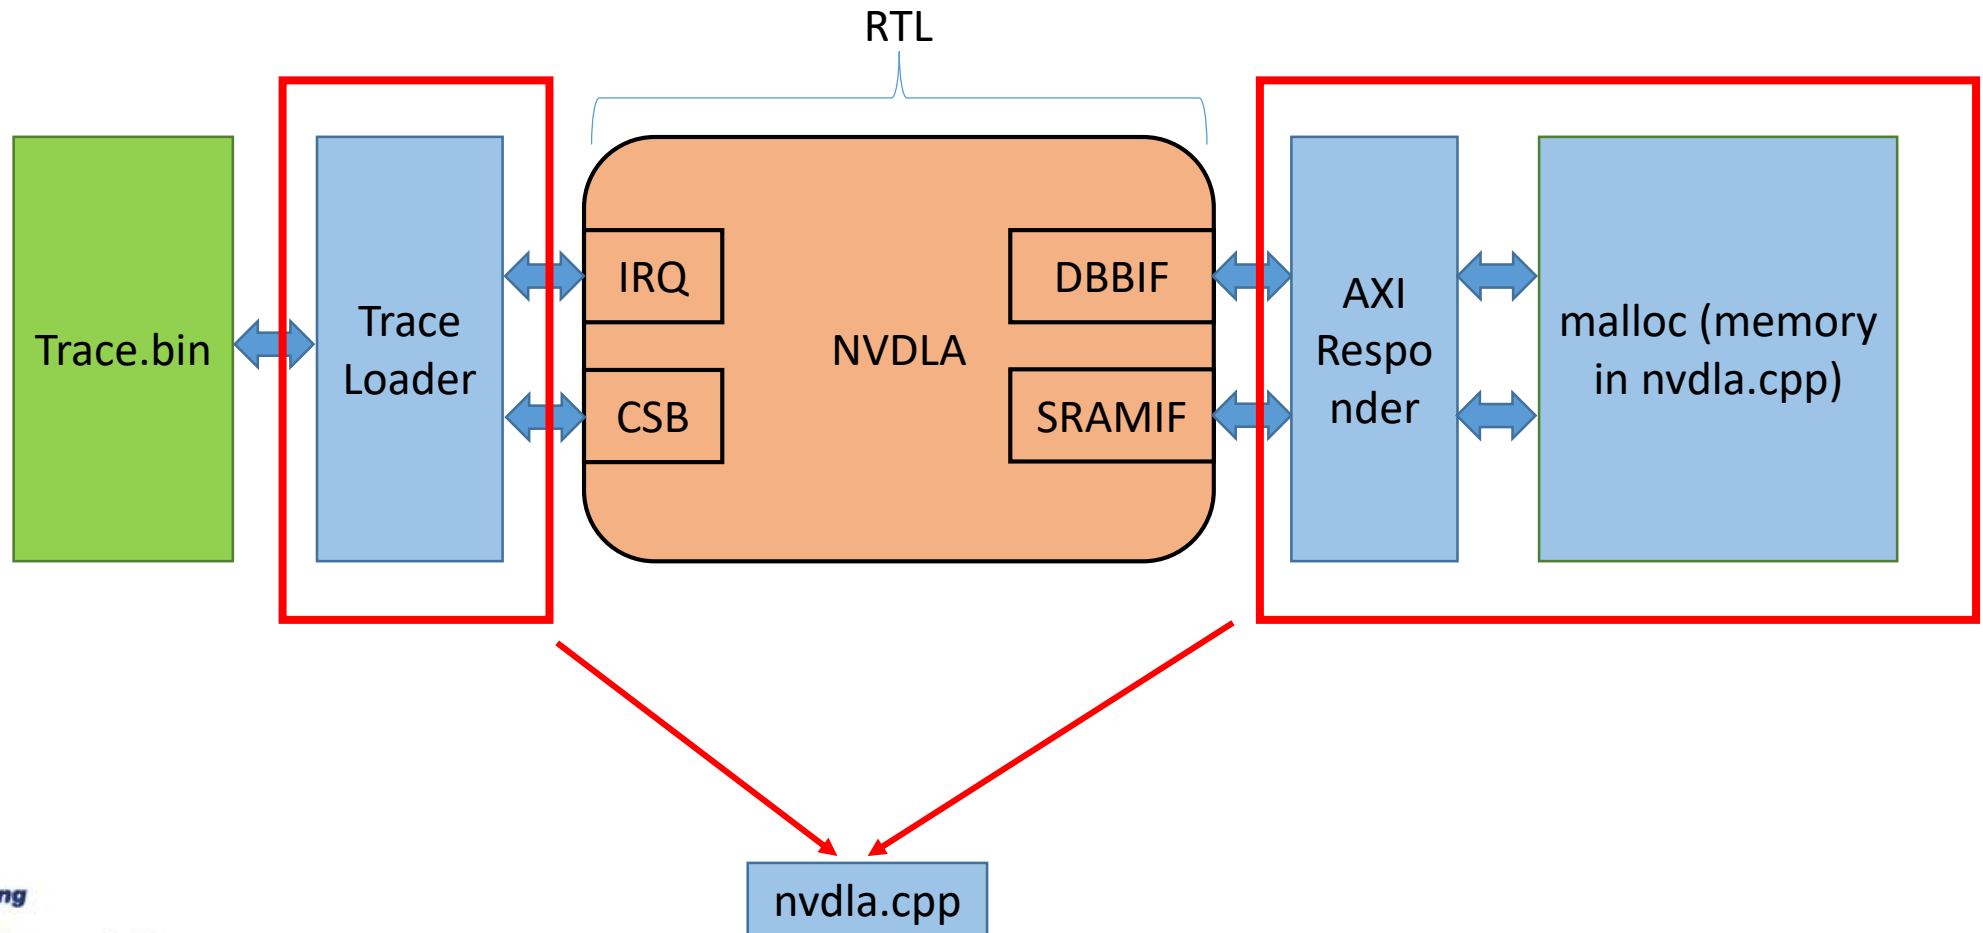 RTL
Trace.bin
Trace
Loader
IRQ
CSB
NVDLA
DBBIF
SRAMIF
AXI
Respo
nder
malloc (memory
in nvdla.cpp)
nvdla.cpp
ng